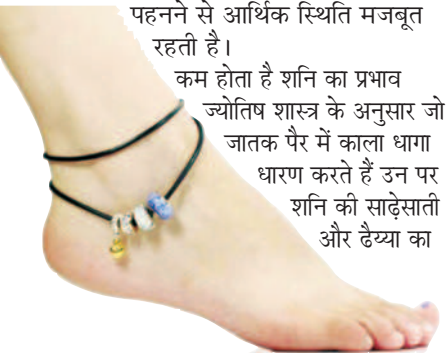 पहनने से आर्थिक स्थिति मजबूत
रहती है।
कम होता है शनि का प्रभाव
ज्योतिष शास्त्र के अनुसार जो
जातक पैर में काला धागा
धारण करते हैं उन पर
शनि की साढ़ेसाती
और ढैय्या का